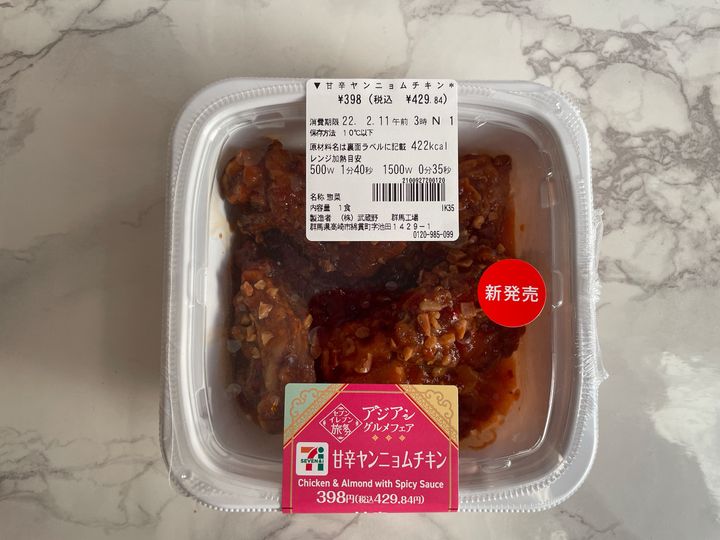 ▼甘辛ヤンニョムチキン*
¥398 (税込 ¥429.84)
消費期限 22. 2.11午前 3時 N 1
保存方法 10℃以下
原材料名は裏面ラベルに記載 422kcal
レンジ加熱目安
500W 1分40秒 1500W 0分35秒
2100927200120
名称 惣菜
内容量 1食 IK35
製造者 (株)武蔵野 群馬工場
群馬県高崎市綿貫町字池田1429-1
0120-985-099
新発売
セブン
イレブン
旅気分
アジアン
グルメフェア
7
SEVEN&i
甘辛ヤンニョムチキン
Chicken & Almond with Spicy Sauce
398円(税込429.84円)